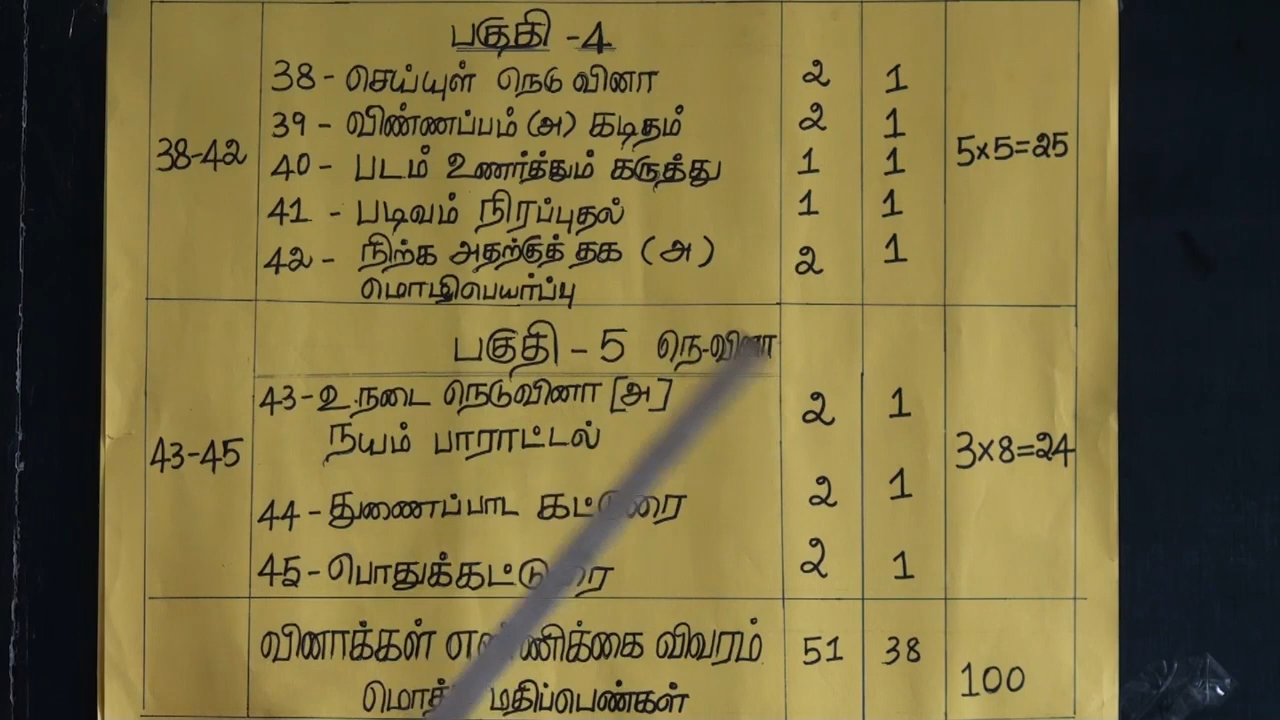 பகுதி - 4
38 - செய்யுள் நெடு வினா 2 1
39 - விண்ணப்பம் (அ) கடிதம் 2 1
38-42 40 - படம் உணர்த்தும் கருத்து 1 1 5x5=25
41 - படிவம் நிரப்புதல் 1 1
42 - நிற்க அதற்குத் தக (அ) 2 1
மொழிபெயர்ப்பு
பகுதி - 5 நெ-வினா
43 - உ.நடை நெடுவினா [அ] 2 1
நயம் பாராட்டல்
43-45 3x8=24
44 - துணைப்பாட கட்டுரை 2 1
45 - பொதுக்கட்டுரை 2 1
வினாக்கள் எண்ணிக்கை விவரம் 51 38
மொத்த மதிப்பெண்கள் 100